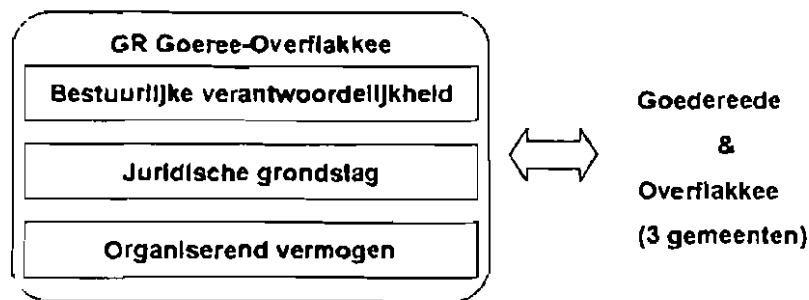 GR Goeree-Overflakkee
Bestuurlijke verantwoordelijkheid
Juridische grondslag
Organiserend vermogen
Goedereede
&
Overflakkee
(3 gemeenten)